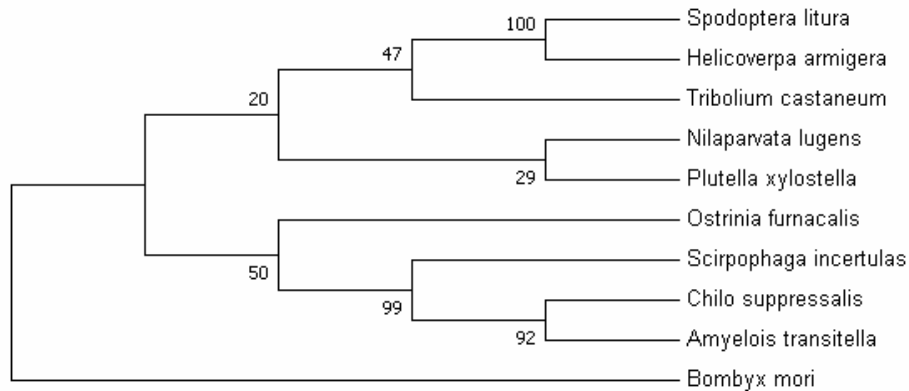 100
Spodoptera litura
47
Helicoverpa armigera
20
Tribolium castaneum
Nilaparvata lugens
29
Plutella xylostella
Ostrinia furnacalis
50
Scirpophaga incertulas
99
Chilo suppressalis
92
Amyelois transitella
Bombyx mori